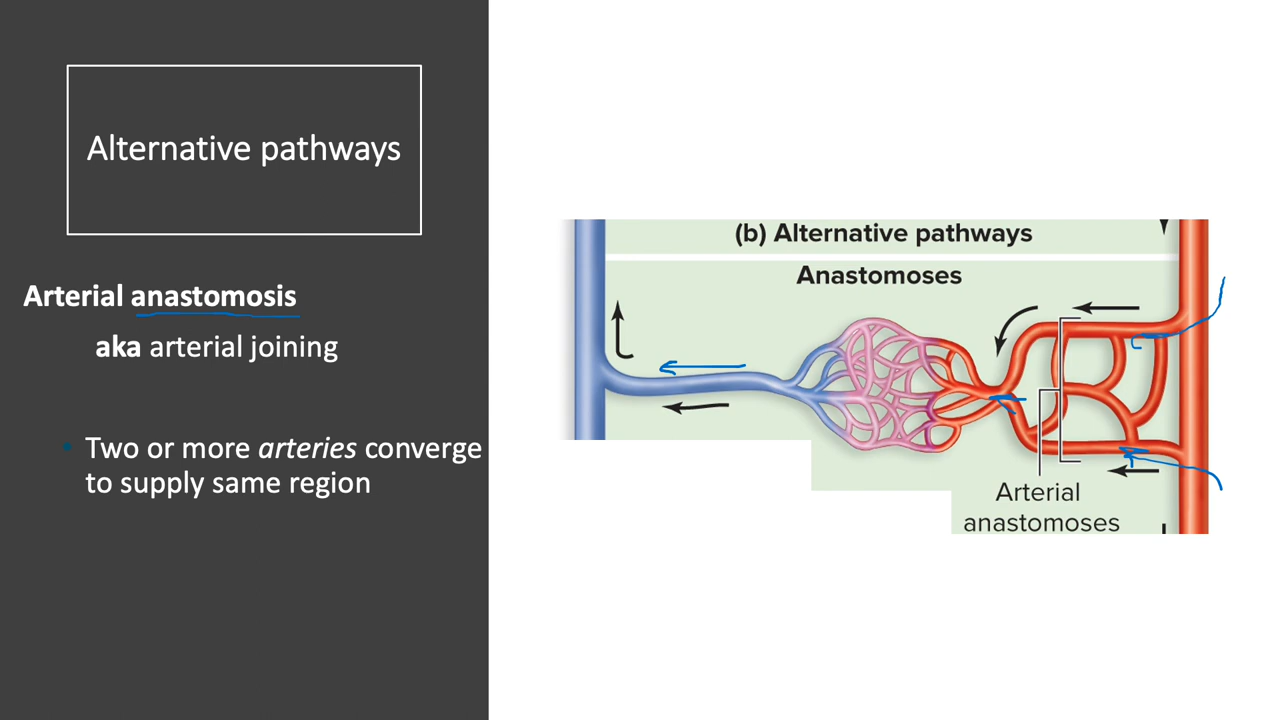 Alternative pathways
Arterial anastomosis
aka arterial joining
• Two or more arteries converge
to supply same region
(b) Alternative pathways
Anastomoses
Arterial
anastomoses